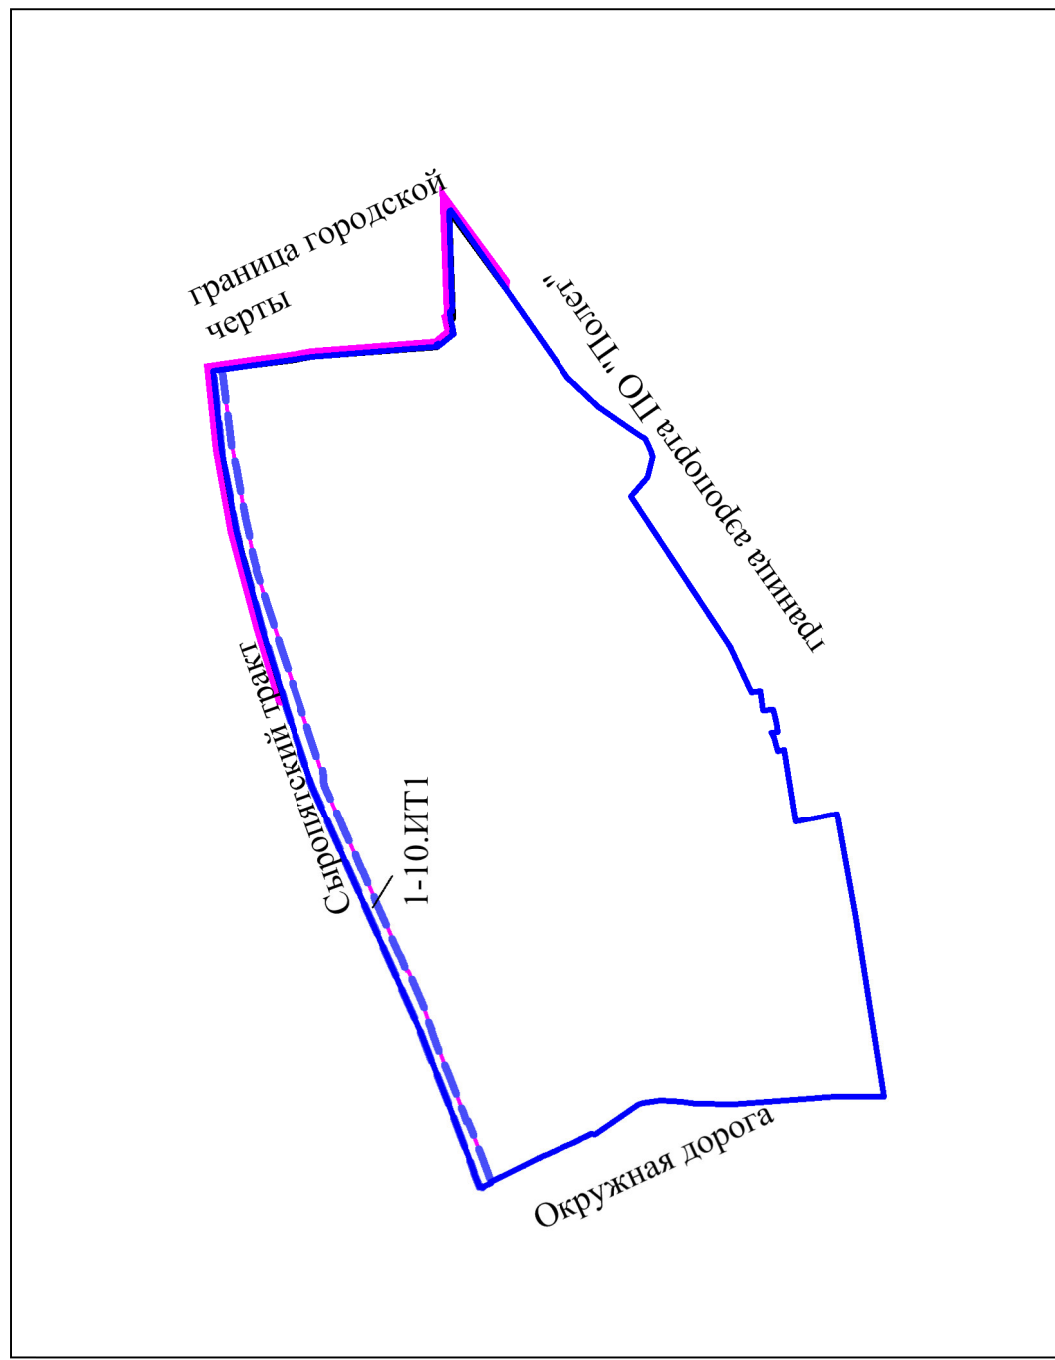 граница городской
черты
граница аэропорта ПО "Полет"
Сыропятский тракт
1-10.ИТ1
Окружная дорога